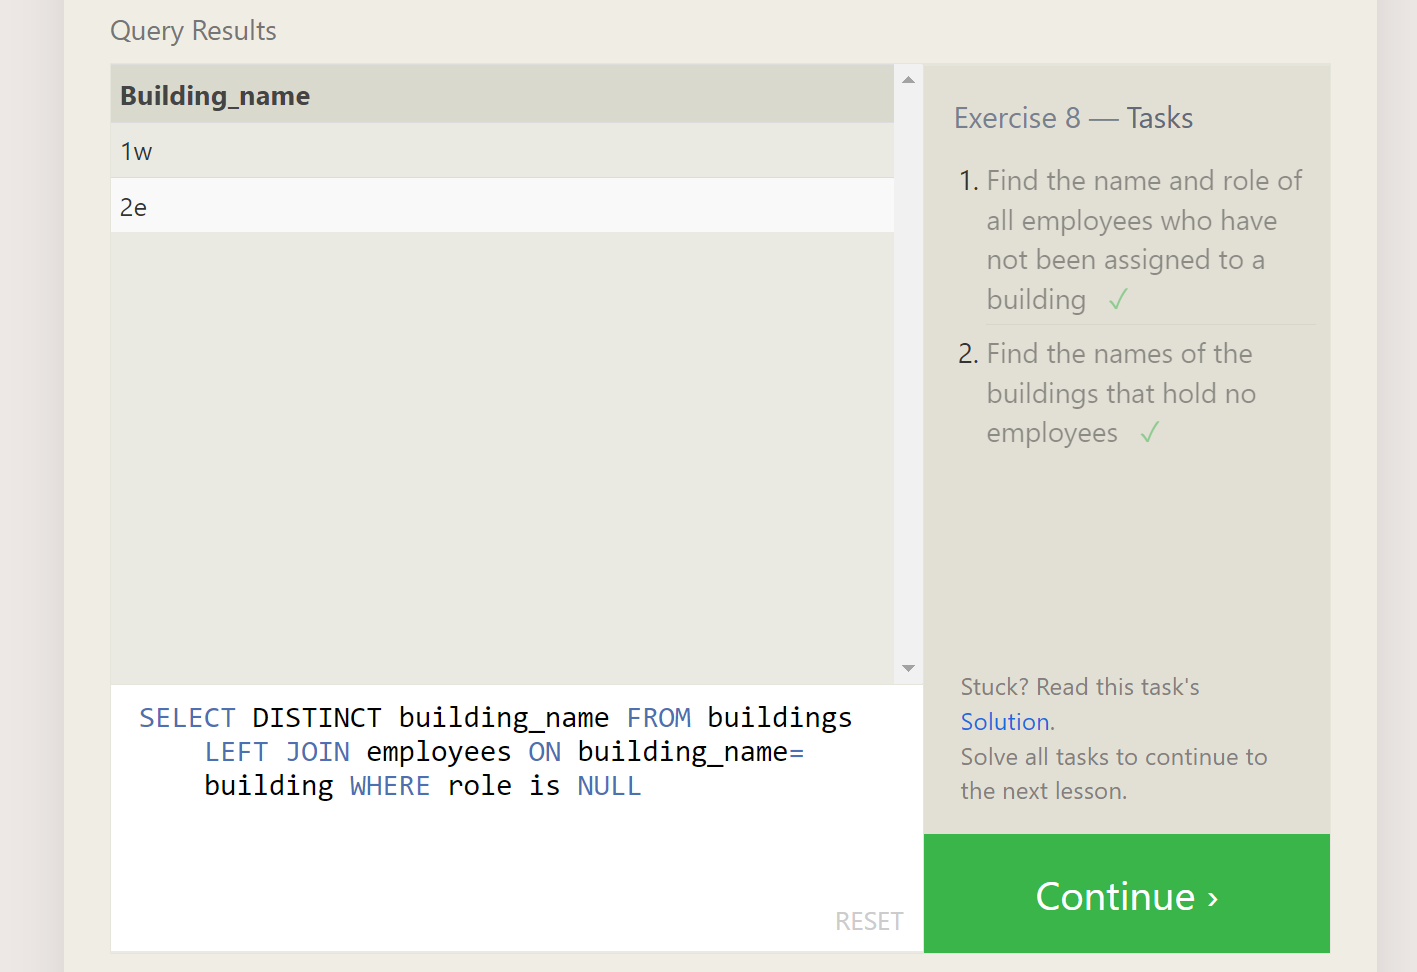 Query Results
Building_name
1w
2e
SELECT DISTINCT building_name FROM buildings
LEFT JOIN employees ON building_name=
building WHERE role is NULL
RESET
Exercise 8 — Tasks
1. Find the name and role of
all employees who have
not been assigned to a
building ✓
2. Find the names of the
buildings that hold no
employees ✓
Stuck? Read this task's
Solution.
Solve all tasks to continue to
the next lesson.
Continue ›